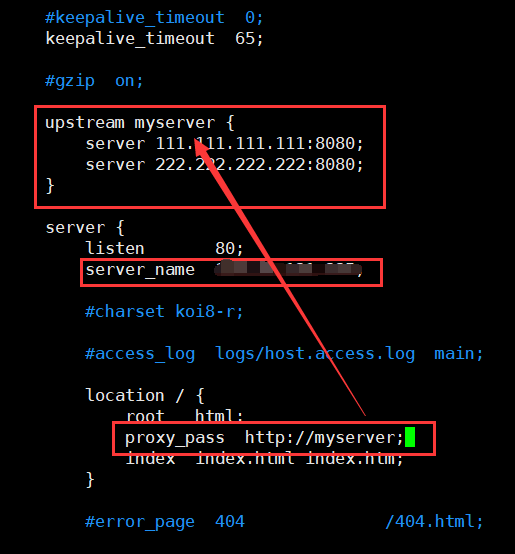 #keepalive_timeout  0;
keepalive_timeout  65;
#gzip  on;
upstream myserver {
server 111.111.111.111:8080;
server 222.222.222.222:8080;
}
server {
listen       80;
server_name
#charset koi8-r;
#access_log  logs/host.access.log  main;
location / {
root   html;
proxy_pass  http://myserver;
index  index.html index.htm;
}
#error_page  404              /404.html;